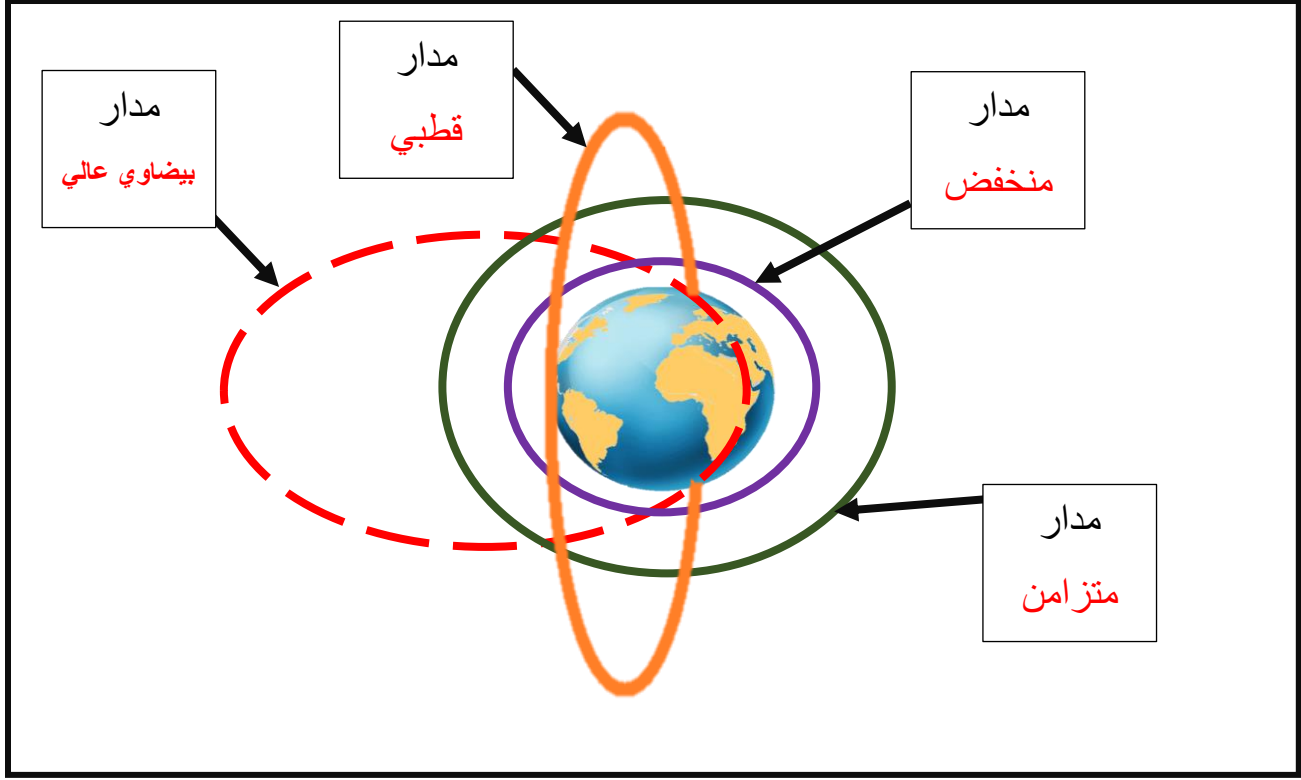 مدار
قطبي
مدار
منخفض
مدار
بيضاوي عالي
مدار
متزامن